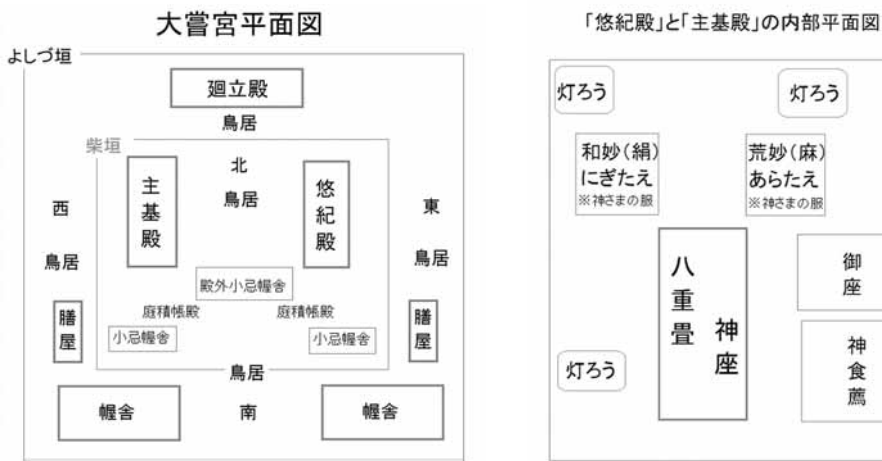 大嘗宮平面図
よしづ垣
廻立殿
鳥居
柴垣
北
鳥居
主基殿
悠紀殿
西
東
鳥居
鳥居
殿外小忌幄舎
庭積帳殿
庭積帳殿
膳屋
小忌幄舎
小忌幄舎
膳屋
鳥居
幄舎
南
幄舎
「悠紀殿」と「主基殿」の内部平面図
灯ろう
灯ろう
和妙(絹)
にぎたえ
※神さまの服
荒妙(麻)
あらたえ
※神さまの服
八重畳
神座
御座
神食薦
灯ろう